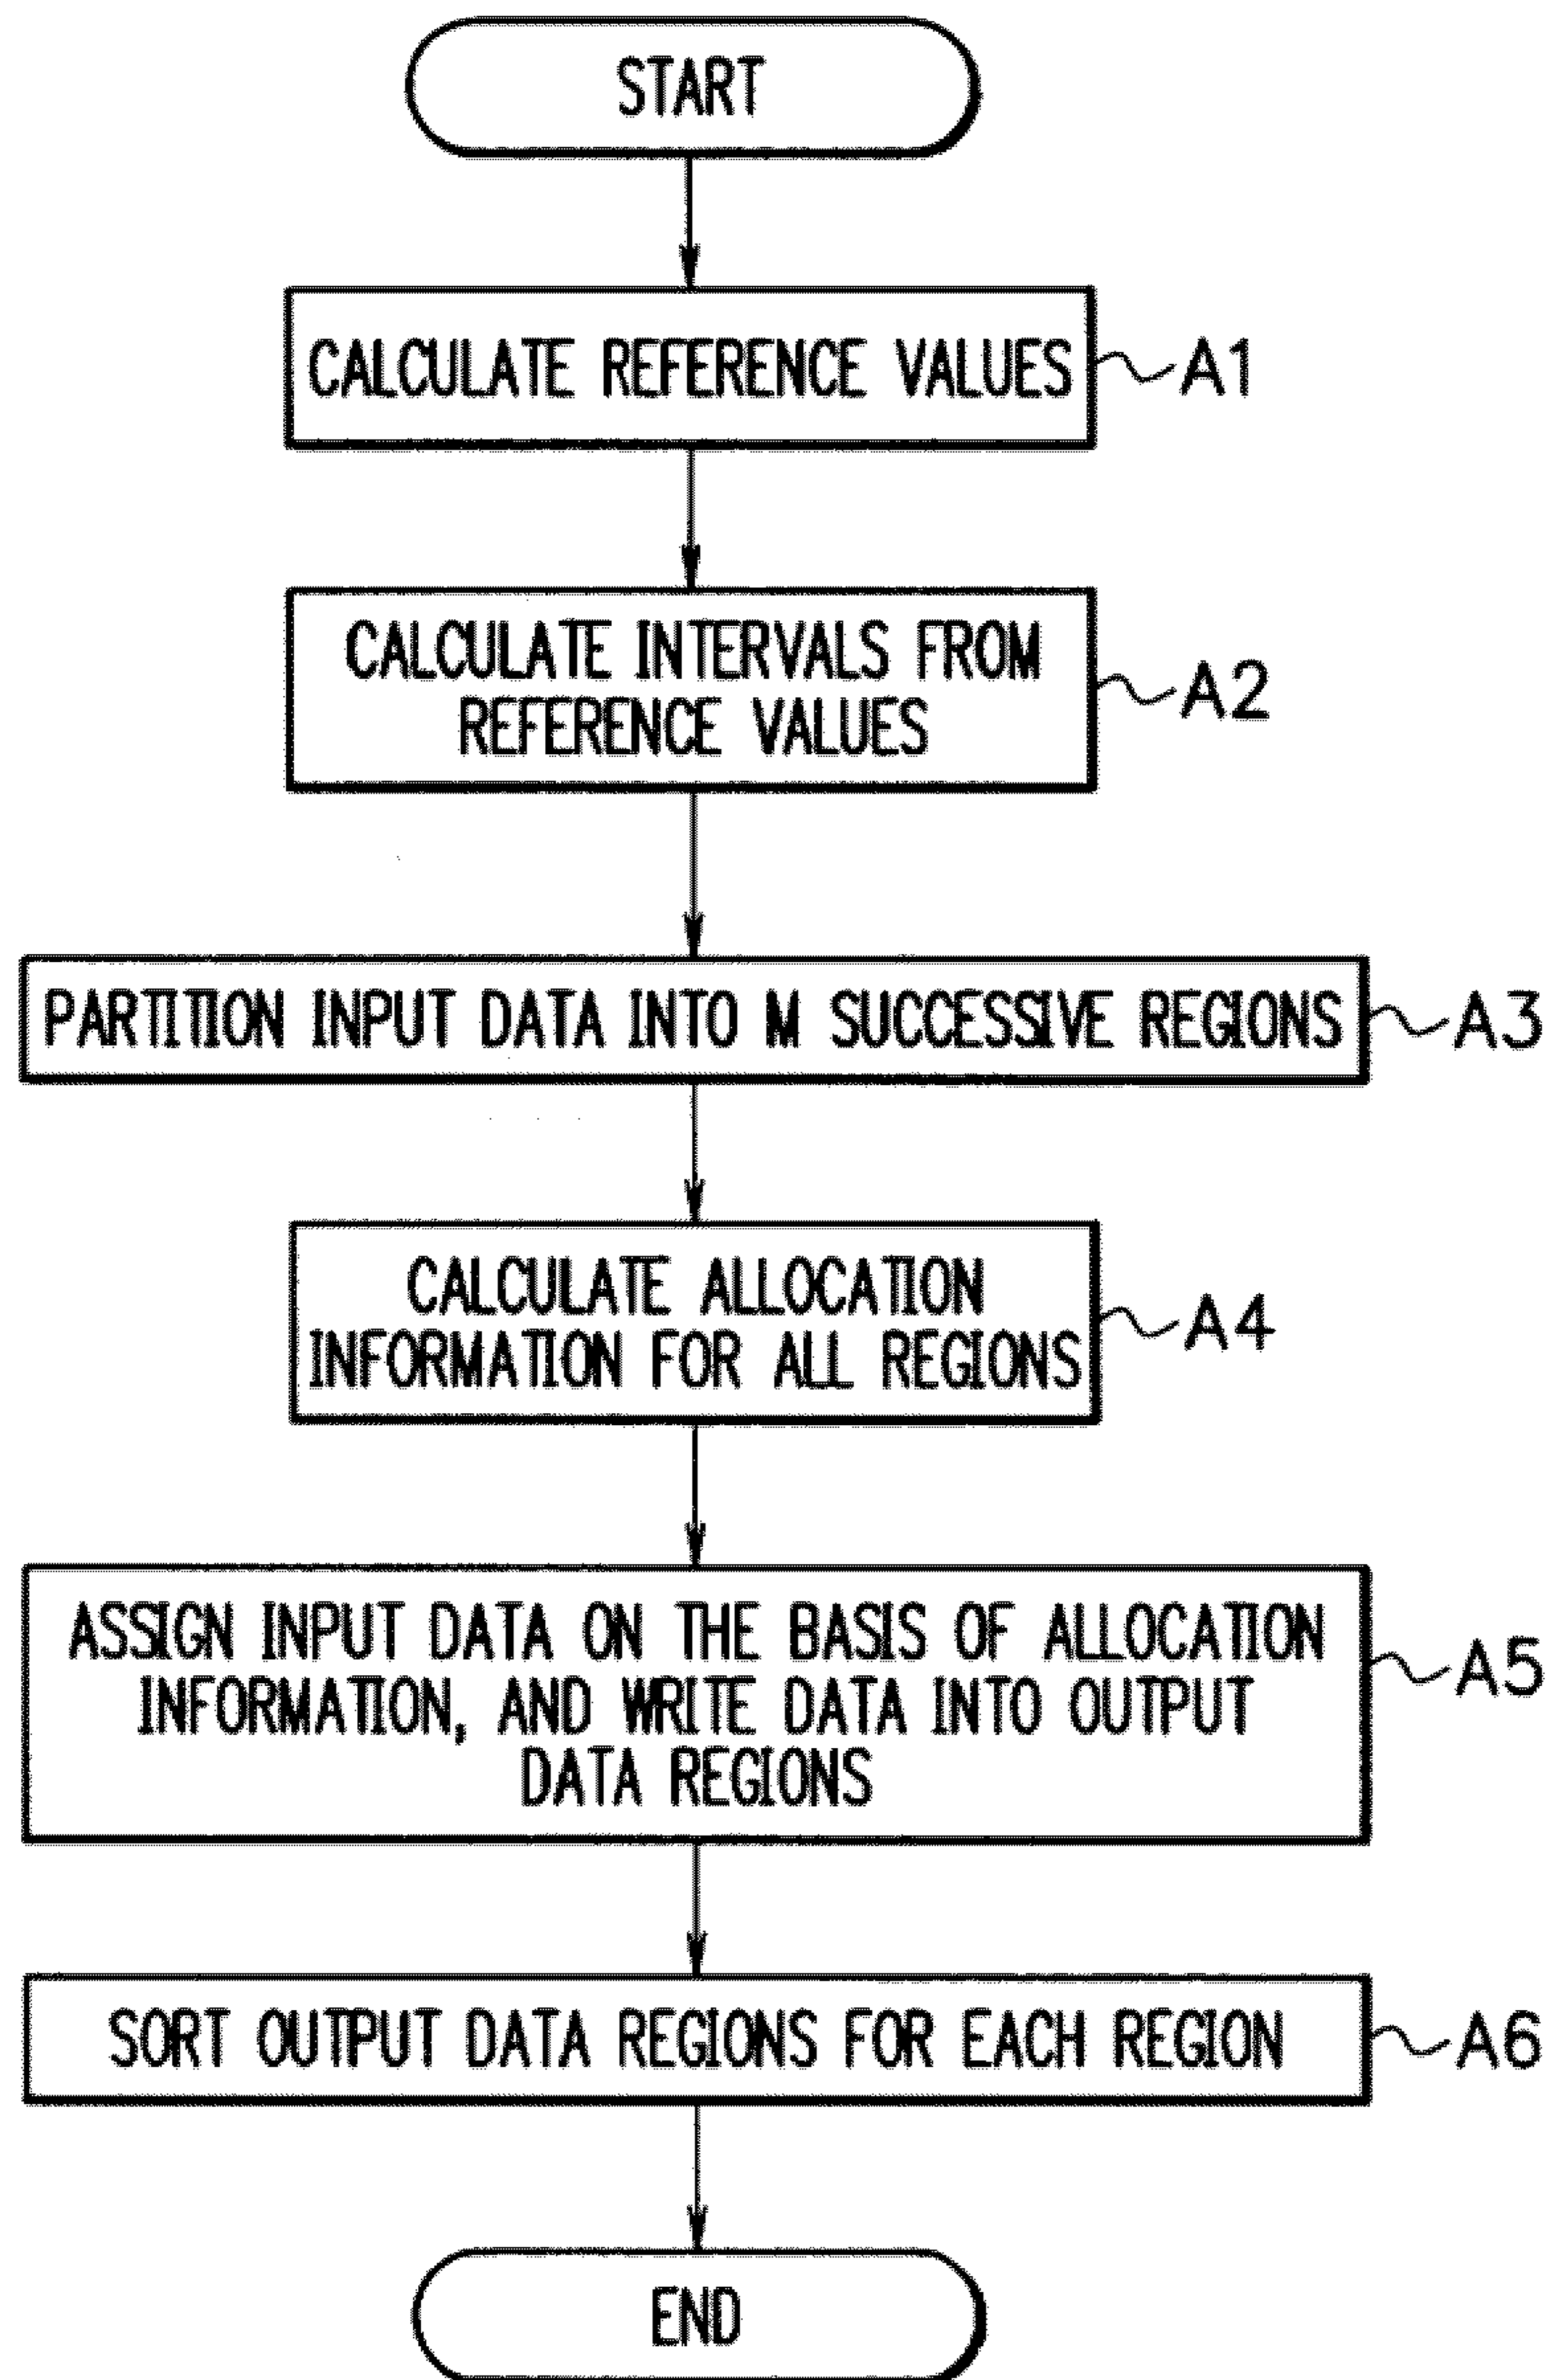 START
CALCULATE REFERENCE VALUES
A1
CALCULATE INTERVALS FROM
REFERENCE VALUES
A2
PARTITION INPUT DATA INTO M SUCCESSIVE REGIONS
A3
CALCULATE ALLOCATION
INFORMATION FOR ALL REGIONS
A4
ASSIGN INPUT DATA ON THE BASIS OF ALLOCATION
INFORMATION, AND WRITE DATA INTO OUTPUT
DATA REGIONS
A5
SORT OUTPUT DATA REGIONS FOR EACH REGION
A6
END